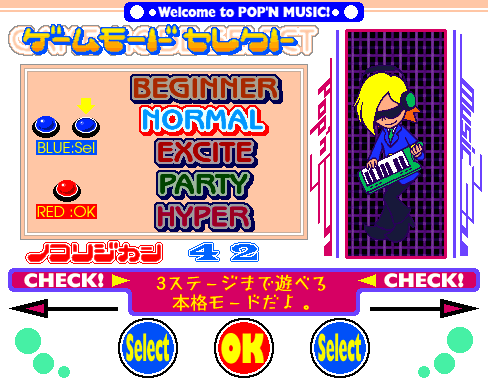 Welcome to POP'N MUSIC!
ゲームモード セレクト
BEGINNER
NORMAL
EXCITE
PARTY
HYPER
BLUE:Sel
RED :OK
ノコリジカン 42
CHECK!
3ステージまで遊べる
本格モードだよ。
CHECK!
Select
OK
Select